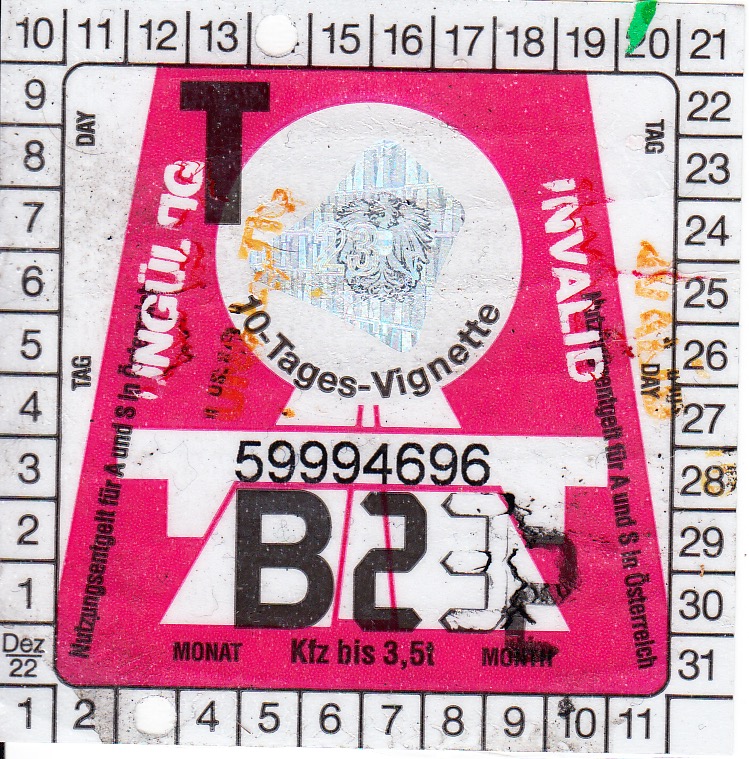 10 11 12 13 15 16 17 18 19 20 21
9 22
8 23
7 24
6 25
5 26
4 27
3 28
2 29
1 30
Dez 31
22
1 2 4 5 6 7 8 9 10 11
DAY
TAG
TAG
DAY
T
INVALID
10-Tages-Vignette
59994696
B23
MONAT Kfz bis 3,5t MONTH
Nutzungsentgelt für A und S in
Nutzungsentgelt für A und S in Österreich